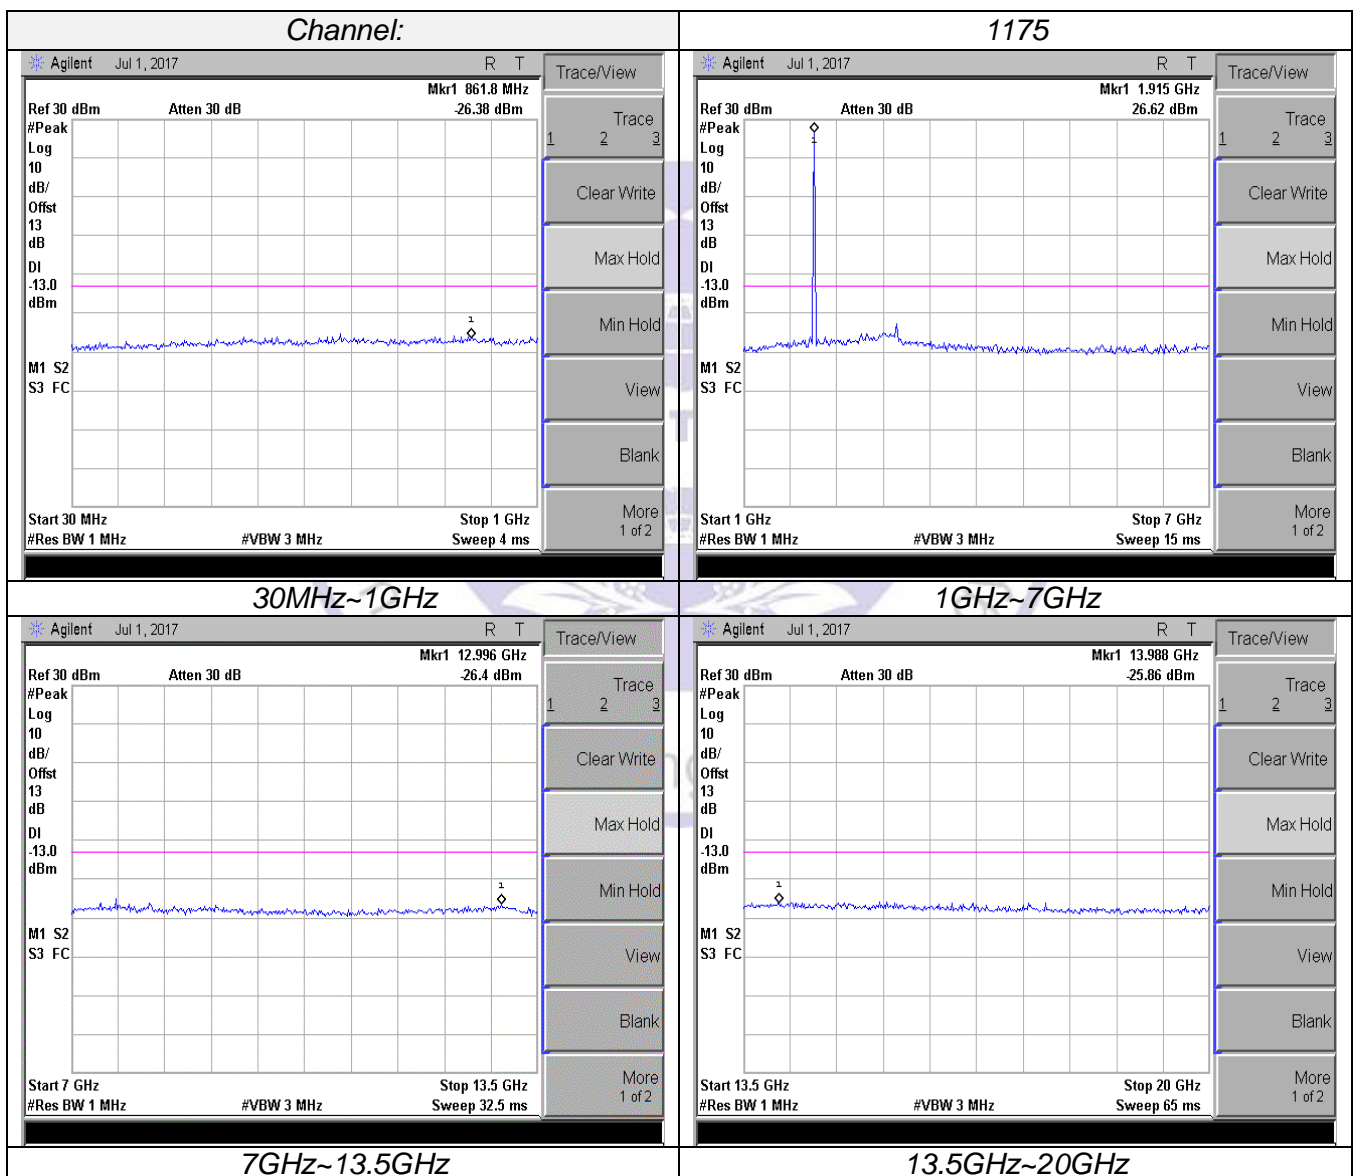 Channel: 1175
Agilent Jul 1, 2017 R T
Mkr1 861.8 MHz
Ref 30 dBm Atten 30 dB -26.38 dBm
#Peak
Log
10
dB/
Offst
13
dB
DI
-13.0
dBm
1
M1 S2
S3 FC
Start 30 MHz Stop 1 GHz
#Res BW 1 MHz #VBW 3 MHz Sweep 4 ms
Trace/View
Trace
1 2 3
Clear Write
Max Hold
Min Hold
View
Blank
More
1 of 2
Agilent Jul 1, 2017 R T
Mkr1 1.915 GHz
Ref 30 dBm Atten 30 dB 26.62 dBm
#Peak
Log
10
dB/
Offst
13
dB
DI
-13.0
dBm
1
M1 S2
S3 FC
Start 1 GHz Stop 7 GHz
#Res BW 1 MHz #VBW 3 MHz Sweep 15 ms
Trace/View
Trace
1 2 3
Clear Write
Max Hold
Min Hold
View
Blank
More
1 of 2
30MHz~1GHz 1GHz~7GHz
Agilent Jul 1, 2017 R T
Mkr1 12.996 GHz
Ref 30 dBm Atten 30 dB -26.4 dBm
#Peak
Log
10
dB/
Offst
13
dB
DI
-13.0
dBm
1
M1 S2
S3 FC
Start 7 GHz Stop 13.5 GHz
#Res BW 1 MHz #VBW 3 MHz Sweep 32.5 ms
Trace/View
Trace
1 2 3
Clear Write
Max Hold
Min Hold
View
Blank
More
1 of 2
Agilent Jul 1, 2017 R T
Mkr1 13.988 GHz
Ref 30 dBm Atten 30 dB -25.86 dBm
#Peak
Log
10
dB/
Offst
13
dB
DI
-13.0
dBm
1
M1 S2
S3 FC
Start 13.5 GHz Stop 20 GHz
#Res BW 1 MHz #VBW 3 MHz Sweep 65 ms
Trace/View
Trace
1 2 3
Clear Write
Max Hold
Min Hold
View
Blank
More
1 of 2
7GHz~13.5GHz 13.5GHz~20GHz